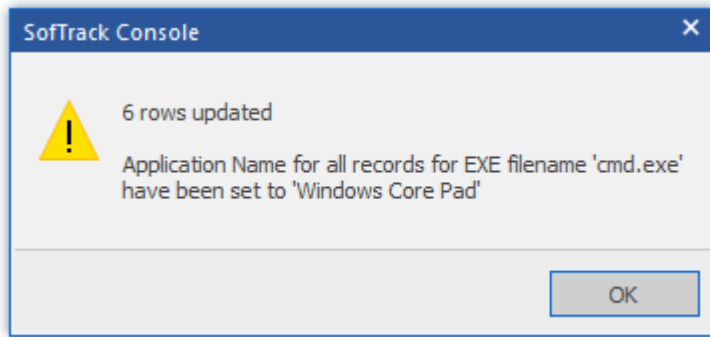 SofTrack Console
6 rows updated
Application Name for all records for EXE filename 'cmd.exe'
have been set to 'Windows Core Pad'
OK